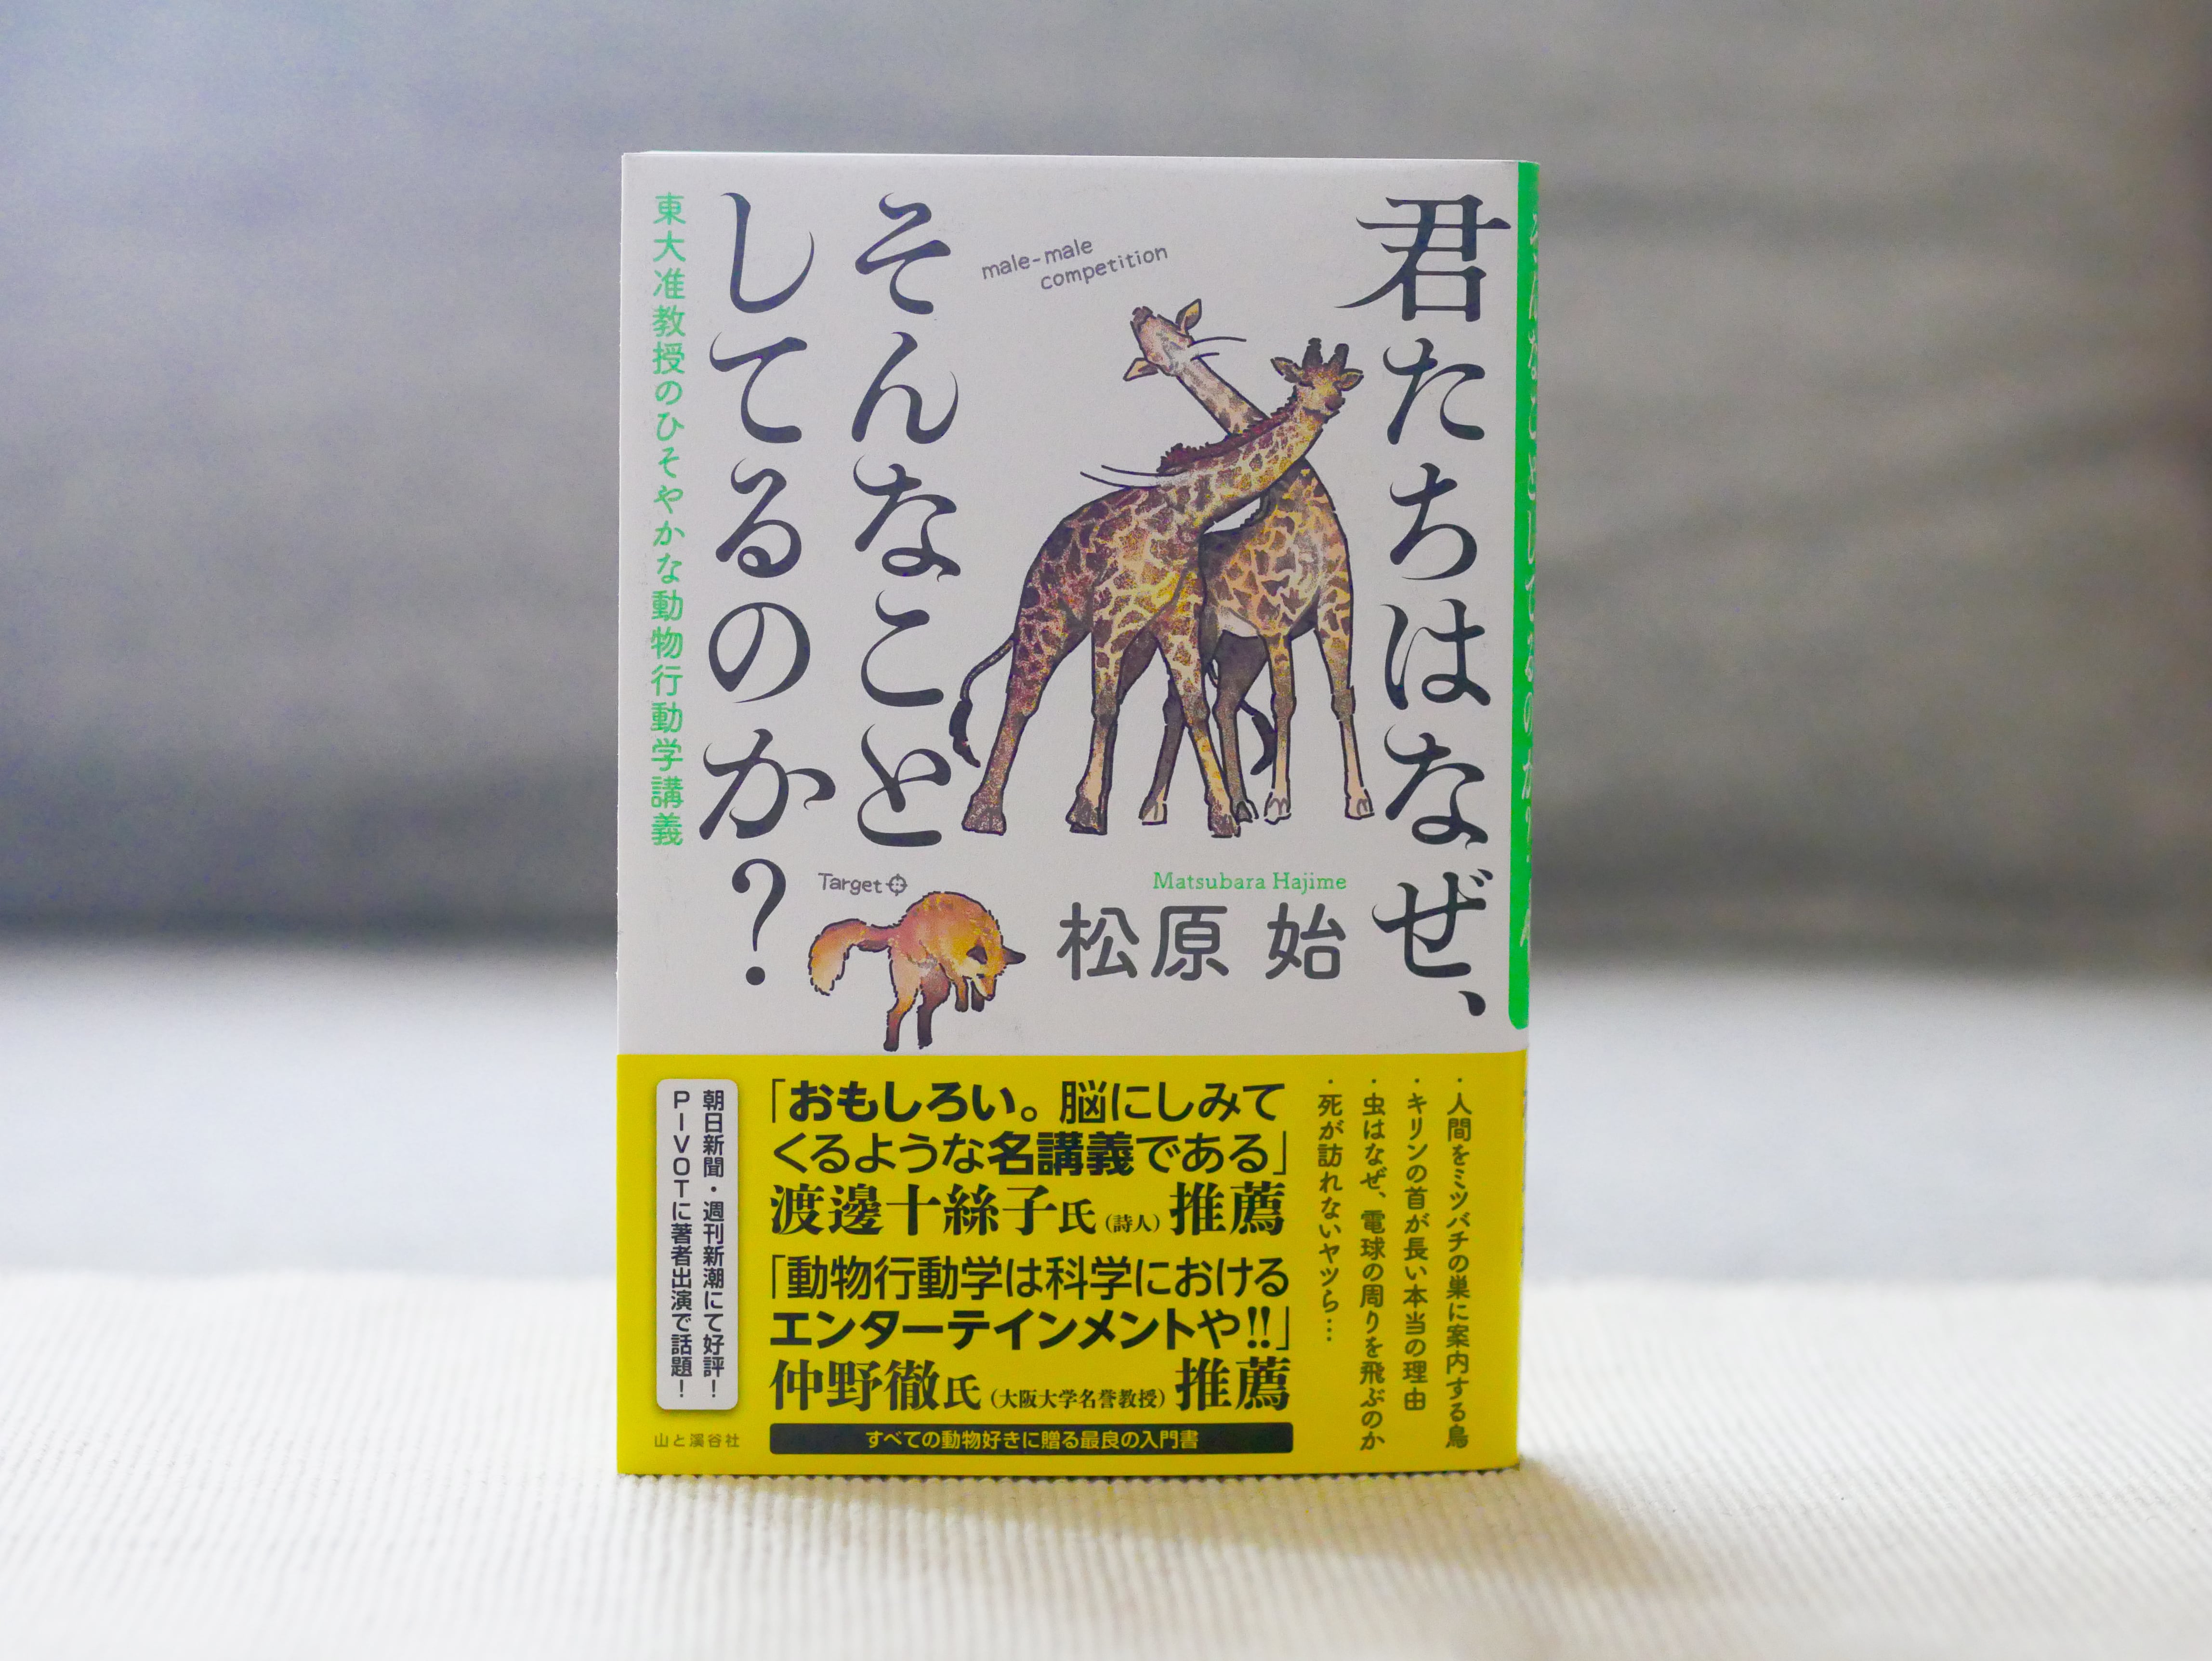 君たちはなぜ、
そんなこと
してるのか?
東大准教授のひそやかな動物行動学講義
male-male
competition
Target
Matsubara Hajime
松原 始
・人間をミツバチの巣に案内する鳥
・キリンの首が長い本当の理由
・虫はなぜ、電球の周りを飛ぶのか
・死が訪れないヤツら…
「おもしろい。脳にしみて
くるような名講義である」
渡邊十絲子氏(詩人)推薦
「動物行動学は科学における
エンターテインメントや!!」
仲野徹氏(大阪大学名誉教授)推薦
すべての動物好きに贈る最良の入門書
朝日新聞・週刊新潮にて好評!
PIVOTに著者出演で話題!
山と溪谷社
そんなことしてるのか?